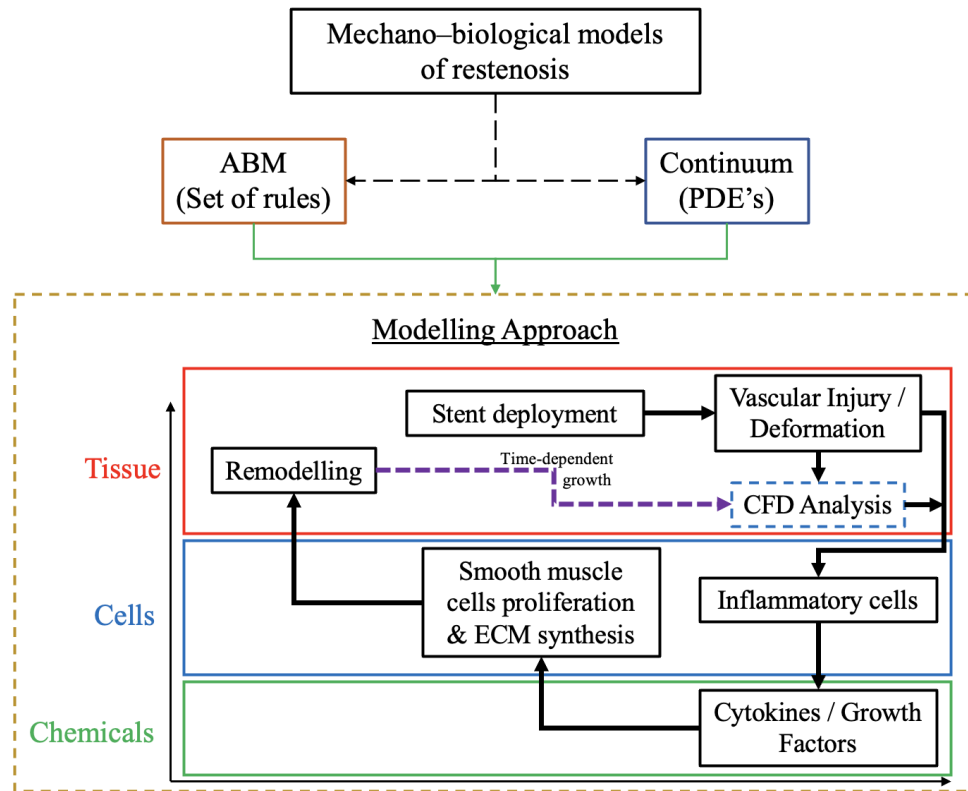 Mechano–biological models
of restenosis
ABM
(Set of rules)
Continuum
(PDE’s)
Modelling Approach
Tissue
Stent deployment
Vascular Injury /
Deformation
Remodelling
Time-dependent
growth
CFD Analysis
Cells
Smooth muscle
cells proliferation
& ECM synthesis
Inflammatory cells
Chemicals
Cytokines / Growth
Factors